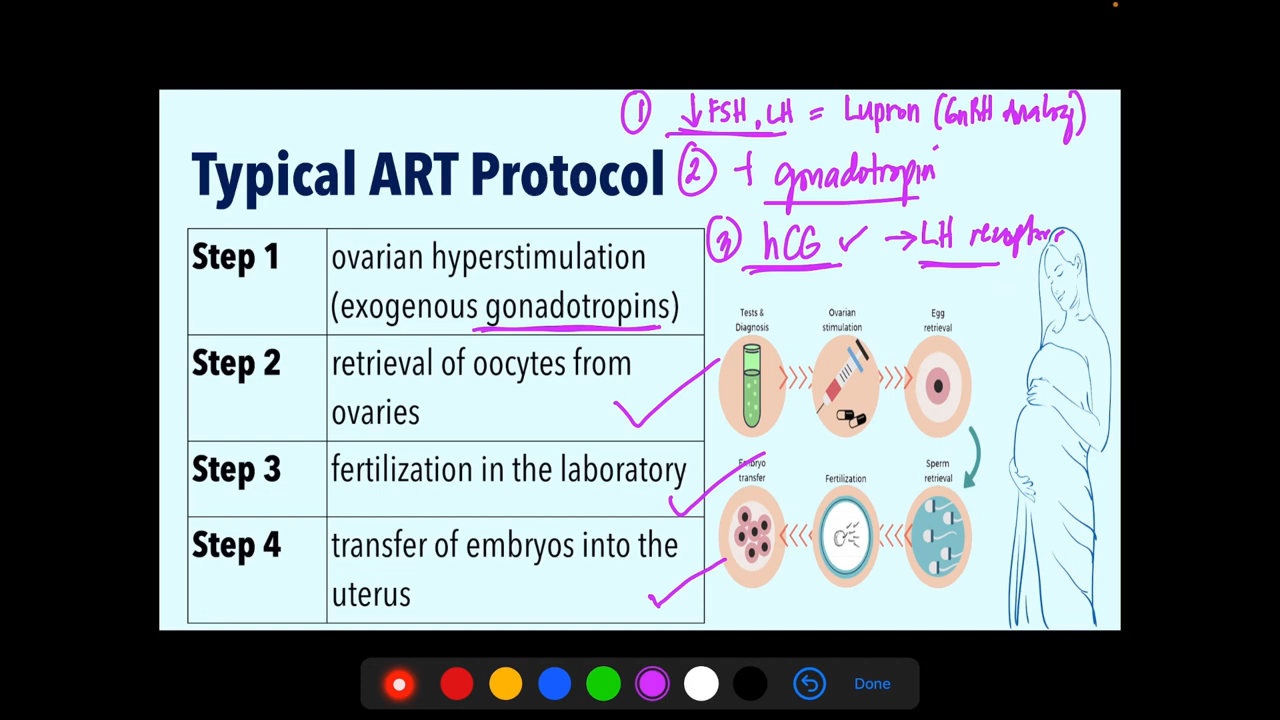 ① ↓ FSH, LH = Lupron (GnRH Analog)
Typical ART Protocol
② + gonadotropin
③ hCG ✓ → LH receptors
Step 1
ovarian hyperstimulation
(exogenous gonadotropins)
Step 2
retrieval of oocytes from
ovaries
Step 3
fertilization in the laboratory
Step 4
transfer of embryos into the
uterus
Tests &
Diagnosis
Ovarian
stimulation
Egg
retrieval
Embryo
transfer
Fertilization
Sperm
retrieval
Done